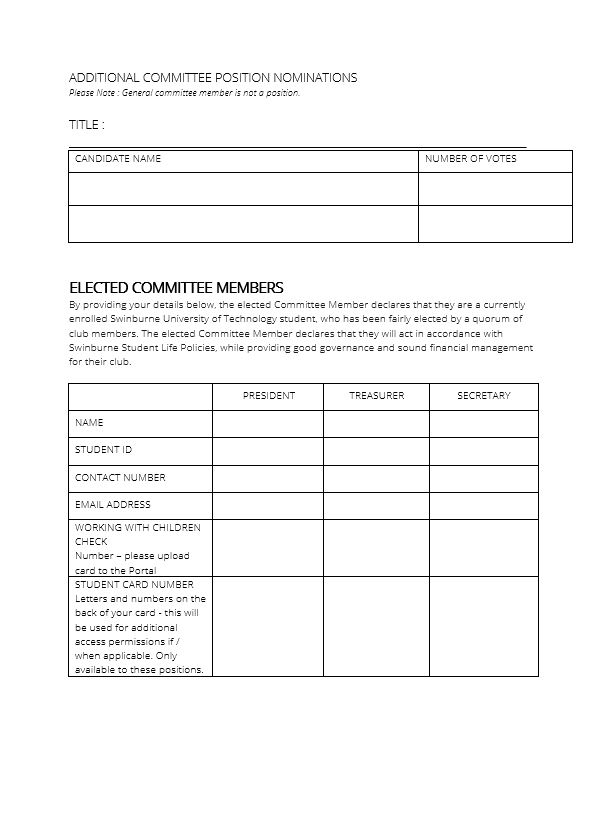 ADDITIONAL COMMITTEE POSITION NOMINATIONS
Please Note : General committee member is not a position.
TITLE :
CANDIDATE NAME
NUMBER OF VOTES
ELECTED COMMITTEE MEMBERS
By providing your details below, the elected Committee Member declares that they are a currently
enrolled Swinburne University of Technology student, who has been fairly elected by a quorum of
club members. The elected Committee Member declares that they will act in accordance with
Swinburne Student Life Policies, while providing good governance and sound financial management
for their club.
PRESIDENT
TREASURER
SECRETARY
NAME
STUDENT ID
CONTACT NUMBER
EMAIL ADDRESS
WORKING WITH CHILDREN
CHECK
Number – please upload
card to the Portal
STUDENT CARD NUMBER
Letters and numbers on the
back of your card - this will
be used for additional
access permissions if /
when applicable. Only
available to these positions.